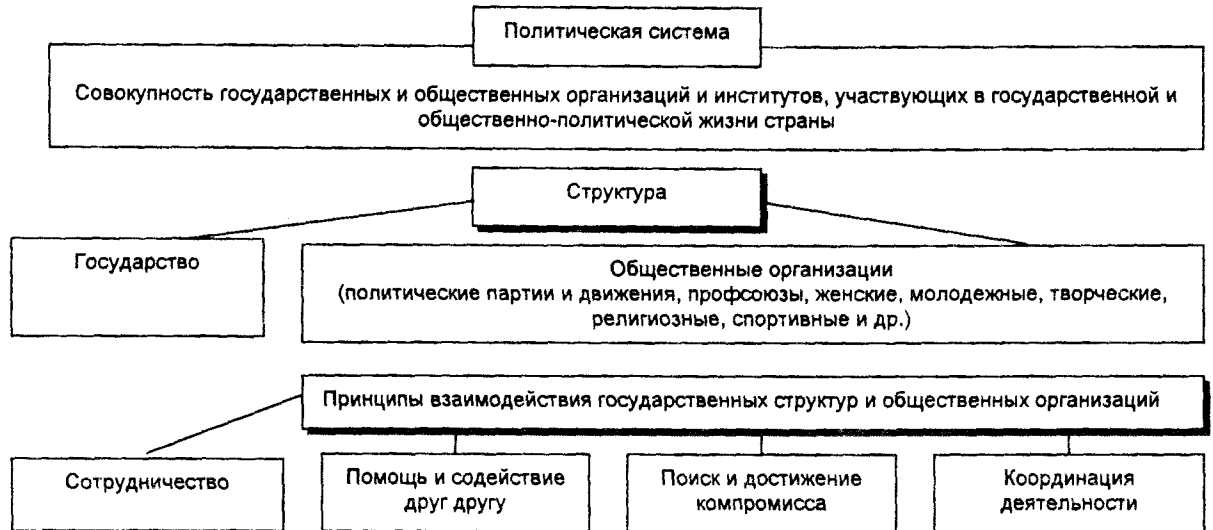 Политическая система
Совокупность государственных и общественных организаций и институтов, участвующих в государственной и
общественно-политической жизни страны
Структура
Государство
Общественные организации
(политические партии и движения, профсоюзы, женские, молодежные, творческие,
религиозные, спортивные и др.)
Принципы взаимодействия государственных структур и общественных организаций
Сотрудничество
Помощь и содействие
друг другу
Поиск и достижение
компромисса
Координация
деятельности